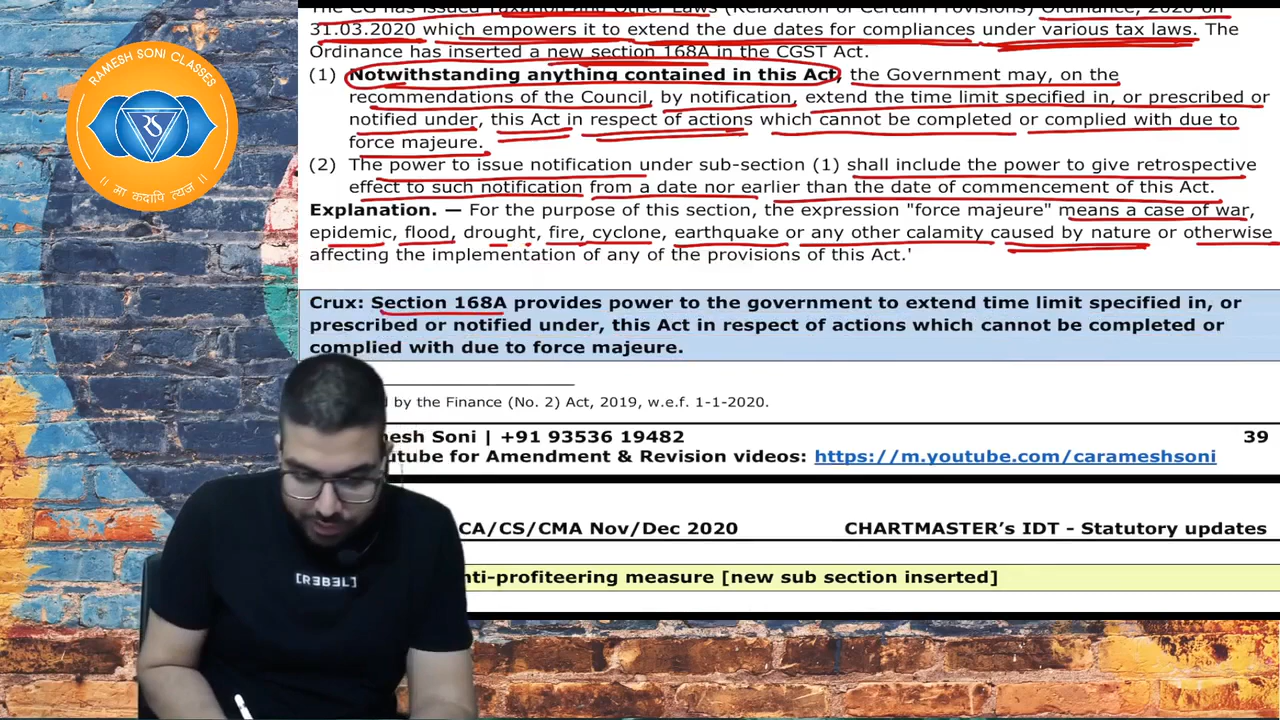 RAMESH SONI CLASSES
RS
|| मा कदापि त्यज ||
The CG has issued Taxation and Other Laws (Relaxation of Certain Provisions) Ordinance, 2020 on
31.03.2020 which empowers it to extend the due dates for compliances under various tax laws. The
Ordinance has inserted a new section 168A in the CGST Act.
(1) Notwithstanding anything contained in this Act, the Government may, on the
recommendations of the Council, by notification, extend the time limit specified in, or prescribed or
notified under, this Act in respect of actions which cannot be completed or complied with due to
force majeure.
(2) The power to issue notification under sub-section (1) shall include the power to give retrospective
effect to such notification from a date nor earlier than the date of commencement of this Act.
Explanation. — For the purpose of this section, the expression "force majeure" means a case of war,
epidemic, flood, drought, fire, cyclone, earthquake or any other calamity caused by nature or otherwise
affecting the implementation of any of the provisions of this Act.'
Crux: Section 168A provides power to the government to extend time limit specified in, or
prescribed or notified under, this Act in respect of actions which cannot be completed or
complied with due to force majeure.
by the Finance (No. 2) Act, 2019, w.e.f. 1-1-2020.
esh Soni | +91 93536 19482 39
utube for Amendment & Revision videos: https://m.youtube.com/carameshsoni
CA/CS/CMA Nov/Dec 2020 CHARTMASTER's IDT - Statutory updates
nti-profiteering measure [new sub section inserted]
[RƎBƎL]